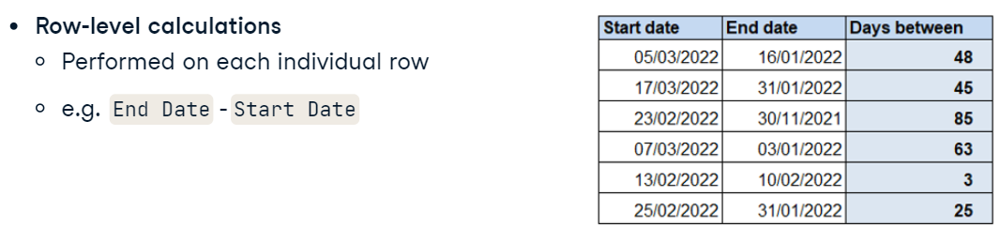 • Row-level calculations
○ Performed on each individual row
○ e.g. End Date - Start Date
Start date End date Days between
05/03/2022 16/01/2022 48
17/03/2022 31/01/2022 45
23/02/2022 30/11/2021 85
07/03/2022 03/01/2022 63
13/02/2022 10/02/2022 3
25/02/2022 31/01/2022 25